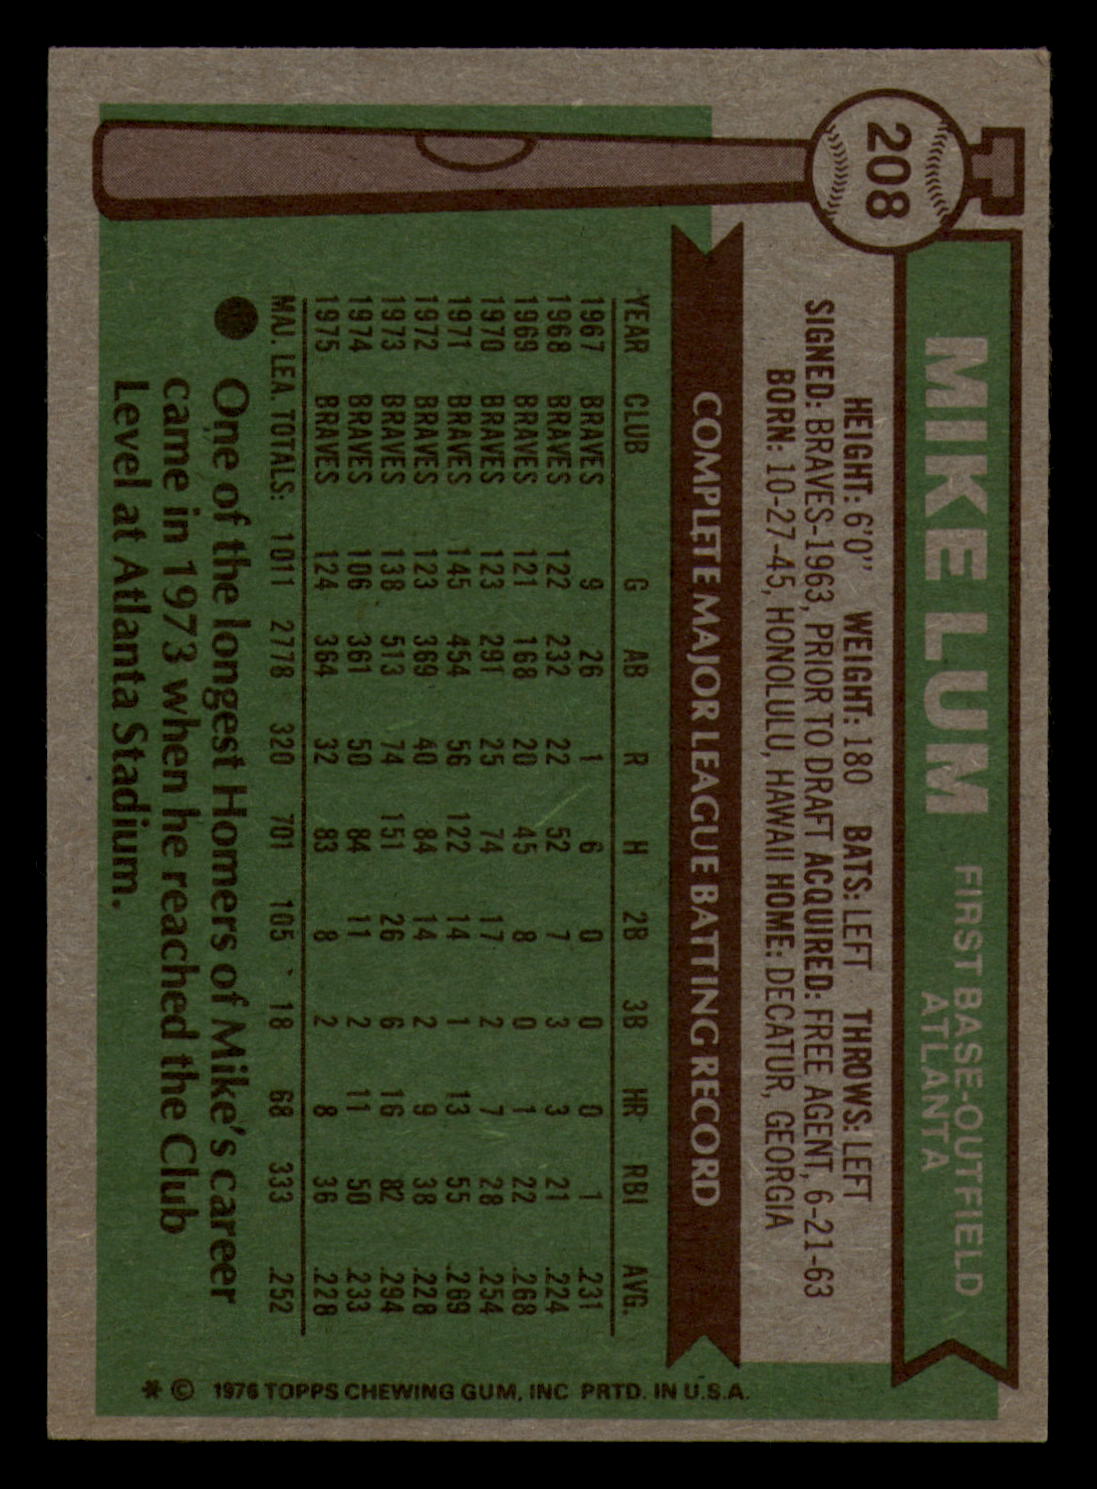 208
MIKE LUM
FIRST BASE-OUTFIELD
ATLANTA
HEIGHT: 6'0" WEIGHT: 180 BATS: LEFT THROWS: LEFT
SIGNED: BRAVES-1963, PRIOR TO DRAFT ACQUIRED: FREE AGENT, 6-21-63
BORN: 10-27-45, HONOLULU, HAWAII HOME: DECATUR, GEORGIA
COMPLETE MAJOR LEAGUE BATTING RECORD
YEAR CLUB G AB R H 2B 3B HR RBI AVG.
1967 BRAVES 9 26 1 6 0 0 0 1 .231
1968 BRAVES 122 232 22 52 7 3 3 21 .224
1969 BRAVES 121 168 20 45 8 0 1 22 .268
1970 BRAVES 123 291 25 74 17 2 7 28 .254
1971 BRAVES 145 454 56 122 14 1 13 55 .269
1972 BRAVES 123 369 40 84 14 2 9 38 .228
1973 BRAVES 138 513 74 151 26 6 16 82 .294
1974 BRAVES 106 361 50 84 11 2 11 50 .233
1975 BRAVES 124 364 32 83 8 2 8 36 .228
MAJ. LEA. TOTALS: 1011 2778 320 701 105 18 68 333 .252
One of the longest Homers of Mike's career
came in 1973 when he reached the Club
Level at Atlanta Stadium.
* © 1976 TOPPS CHEWING GUM, INC PRTD. IN U.S.A.